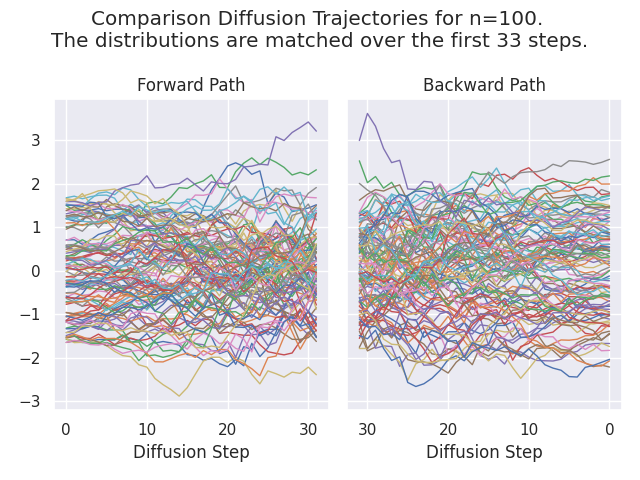 Comparison Diffusion Trajectories for n=100.
The distributions are matched over the first 33 steps.
Forward Path
Backward Path
3
2
1
0
−1
−2
−3
0 10 20 30
30 20 10 0
Diffusion Step
Diffusion Step